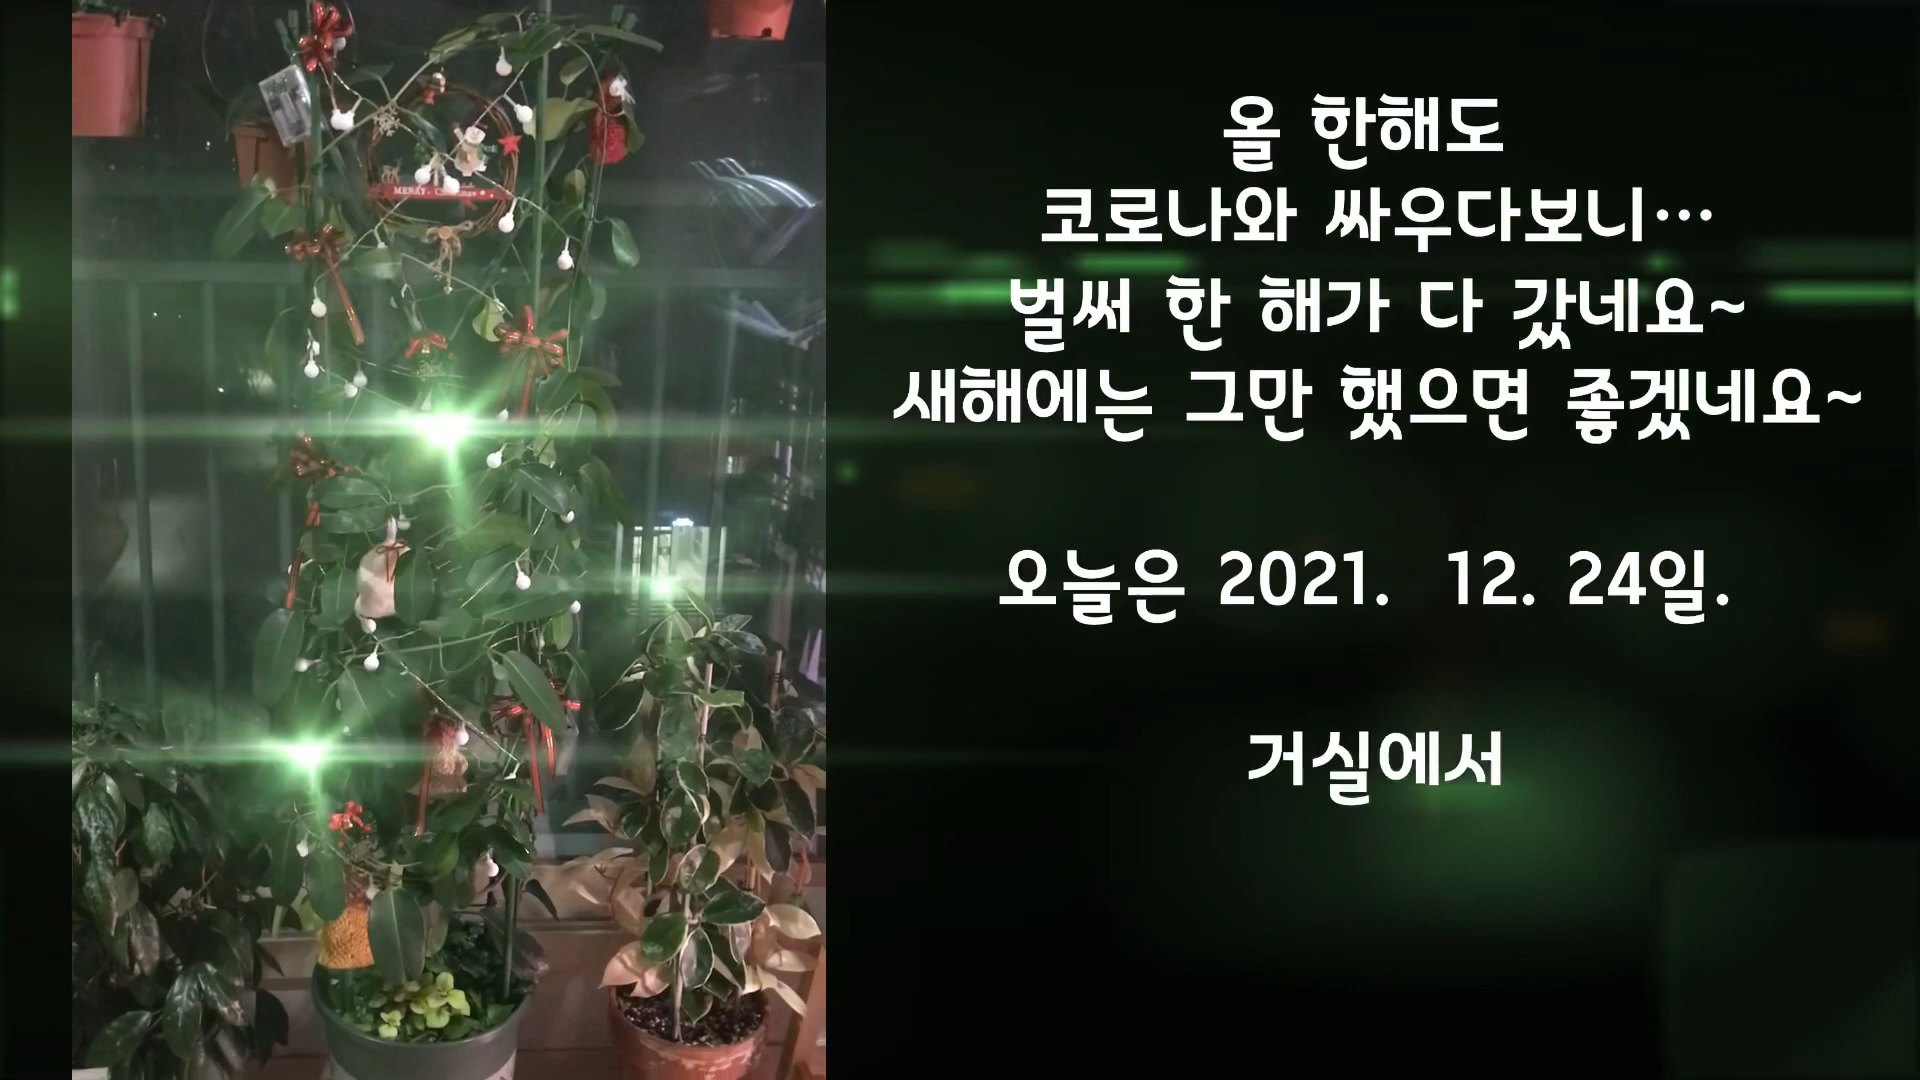 MERRY Christmas
올 한해도
코로나와 싸우다보니…
벌써 한 해가 다 갔네요~
새해에는 그만 했으면 좋겠네요~
오늘은 2021. 12. 24일.
거실에서